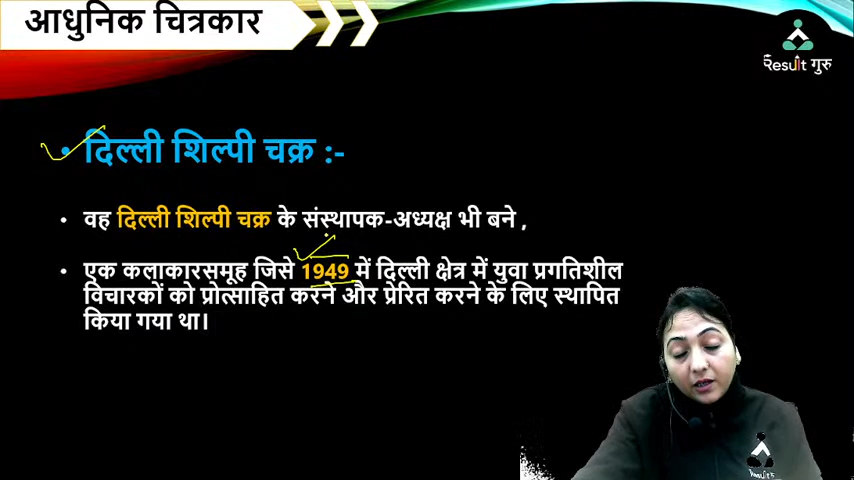 आधुनिक चित्रकार
Result गुरु
• दिल्ली शिल्पी चक्र :-
• वह दिल्ली शिल्पी चक्र के संस्थापक-अध्यक्ष भी बने ,
• एक कलाकारसमूह जिसे 1949 में दिल्ली क्षेत्र में युवा प्रगतिशील
विचारकों को प्रोत्साहित करने और प्रेरित करने के लिए स्थापित
किया गया था।